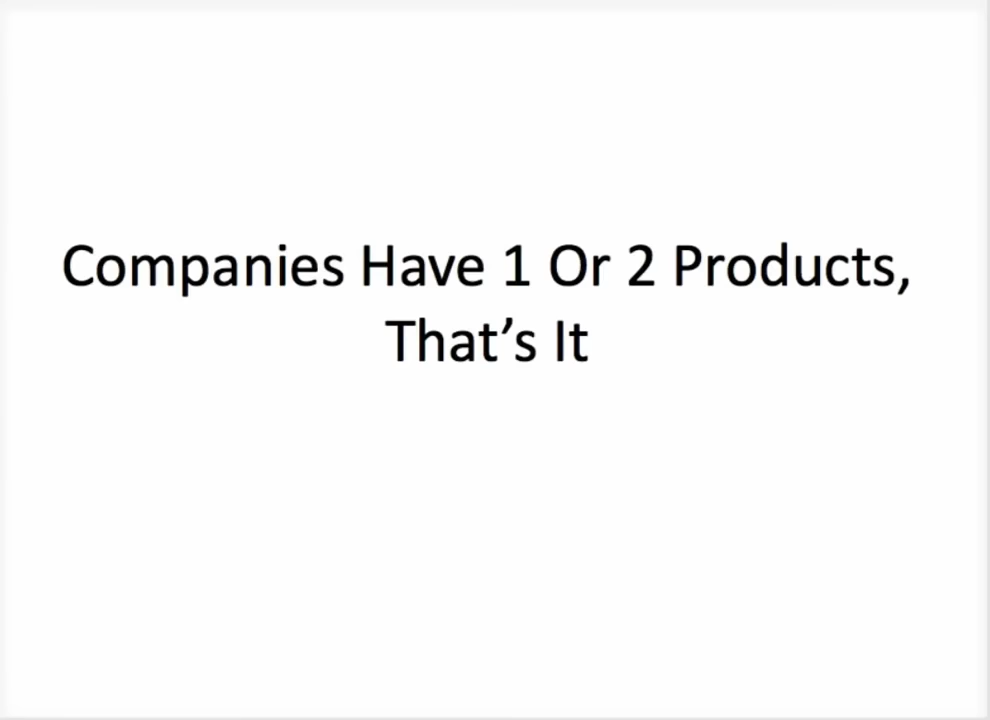 Companies Have 1 Or 2 Products,
That’s It